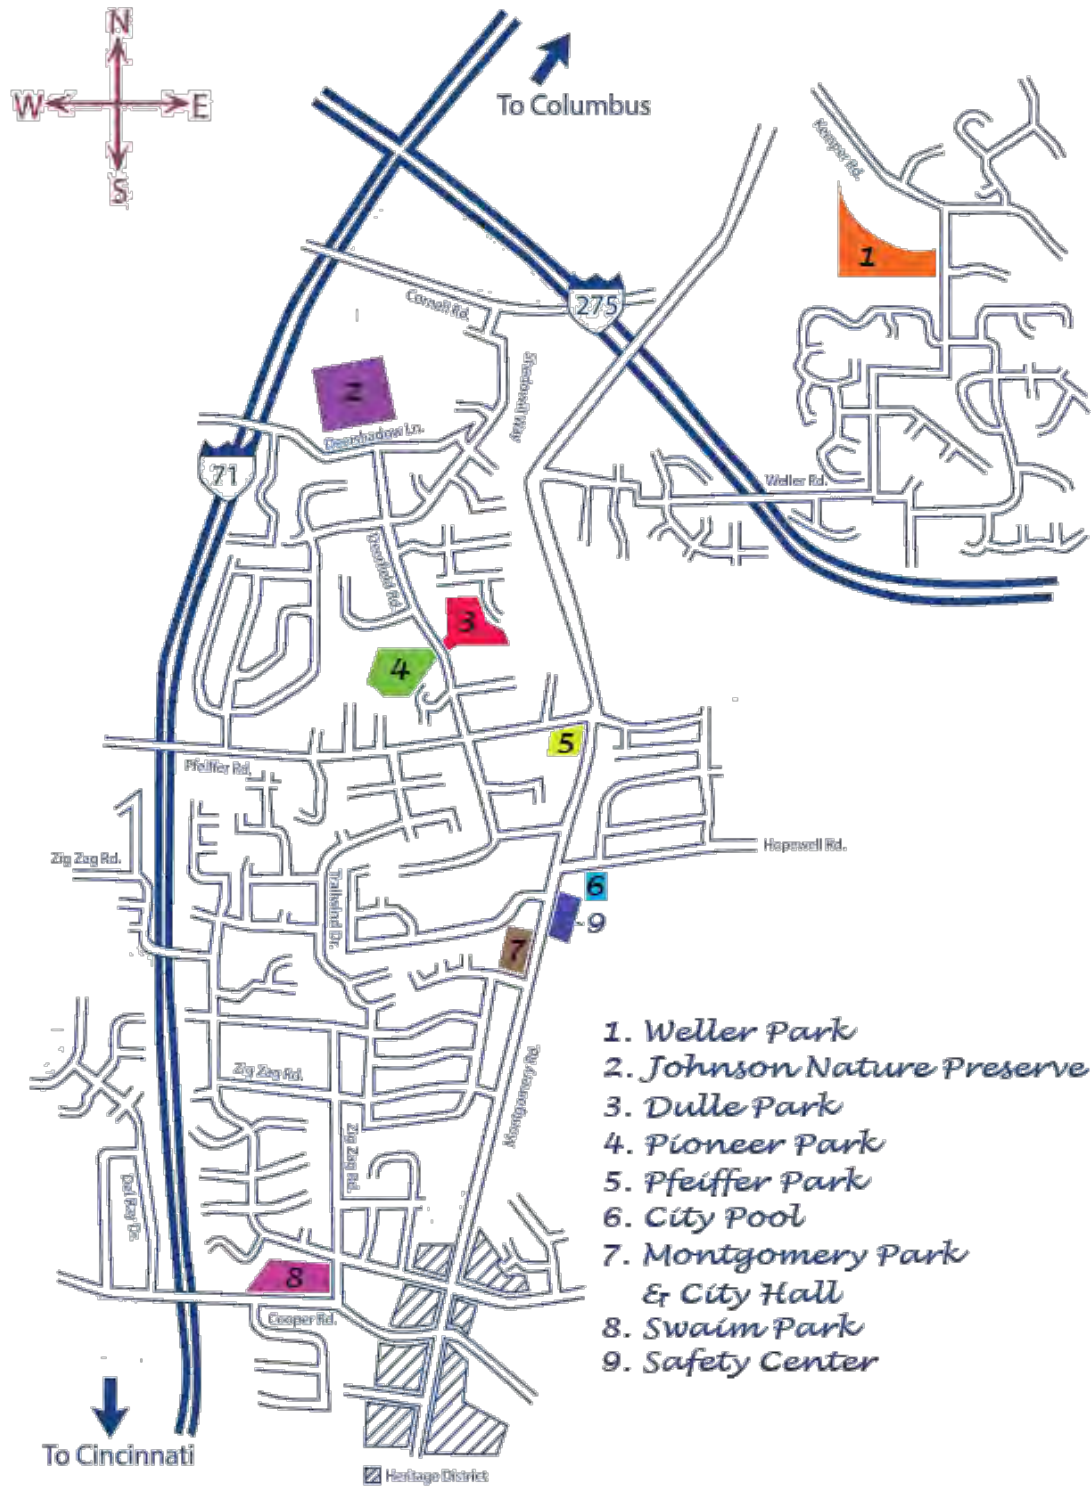 N
W E
S
To Columbus
Kemper Rd.
1
275
Cornell Rd.
Shadowhill Way
2
Deershadow Ln.
71
Weller Rd.
Deerfield Rd.
3
4
5
Pfeiffer Rd.
Hopewell Rd.
Zig Zag Rd.
6
Trailwind Dr.
9
7
1. Weller Park
2. Johnson Nature Preserve
3. Dulle Park
4. Pioneer Park
5. Pfeiffer Park
6. City Pool
7. Montgomery Park
& City Hall
8. Swaim Park
9. Safety Center
Zig Zag Rd.
Montgomery Rd.
Zig Zag Rd.
Del Ray Dr.
8
Cooper Rd.
To Cincinnati
Heritage District